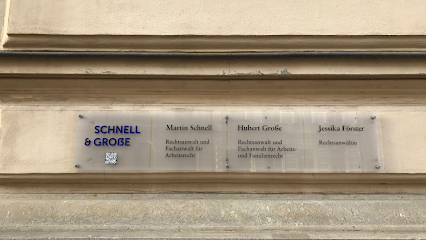 SCHNELL
& GROßE
Martin Schnell
Rechtsanwalt und
Fachanwalt für
Arbeitsrecht
Hubert Große
Rechtsanwalt und
Fachanwalt für Arbeits-
und Familienrecht
Jessika Förster
Rechtsanwältin